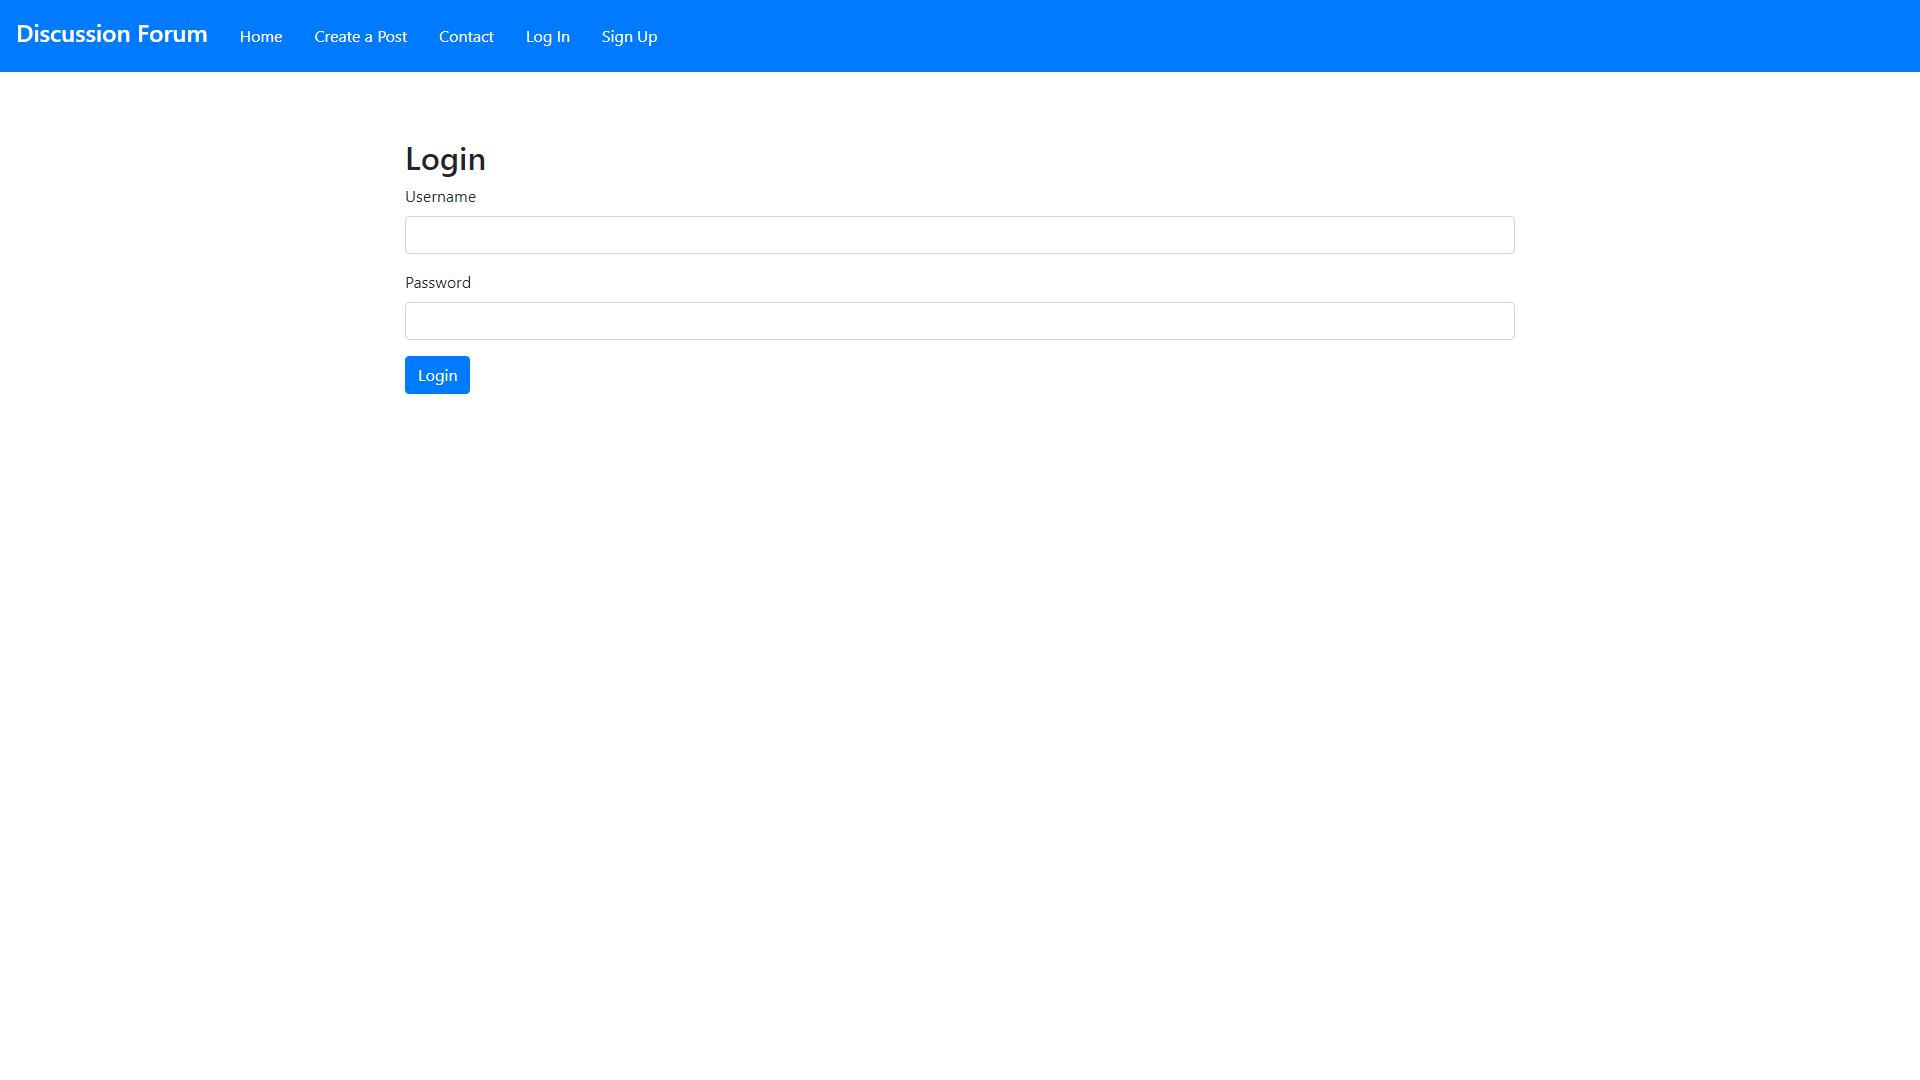 Discussion Forum Home Create a Post Contact Log In Sign Up
Login
Username
Password
Login